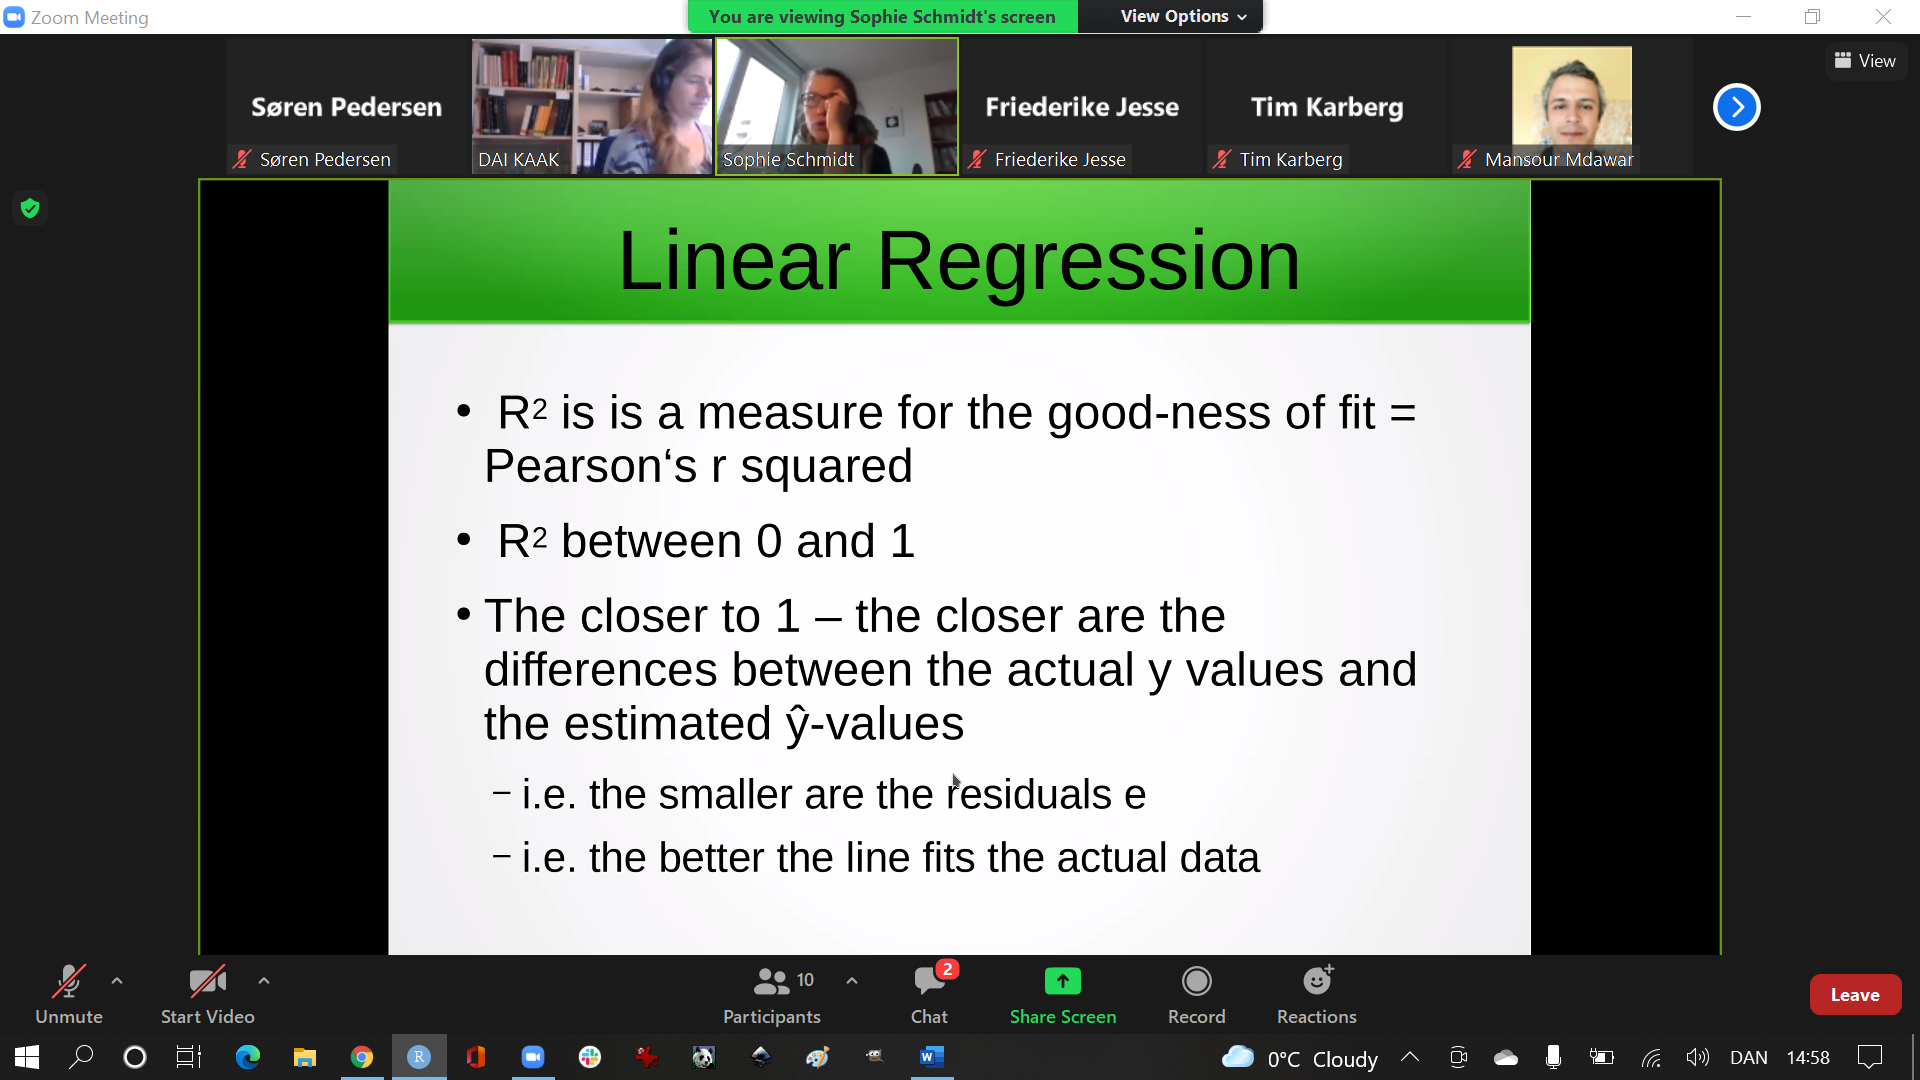 Zoom Meeting
You are viewing Sophie Schmidt's screen
View Options
View
Søren Pedersen
Friederike Jesse
Tim Karberg
Søren Pedersen
DAI KAAK
Sophie Schmidt
Friederike Jesse
Tim Karberg
Mansour Mdawar
Linear Regression
• R² is is a measure for the good-ness of fit =
Pearson‘s r squared
• R² between 0 and 1
• The closer to 1 – the closer are the
differences between the actual y values and
the estimated ŷ-values
– i.e. the smaller are the residuals e
– i.e. the better the line fits the actual data
Unmute
Start Video
10
Participants
2
Chat
Share Screen
Record
Reactions
Leave
R
W
0°C Cloudy
DAN
14:58